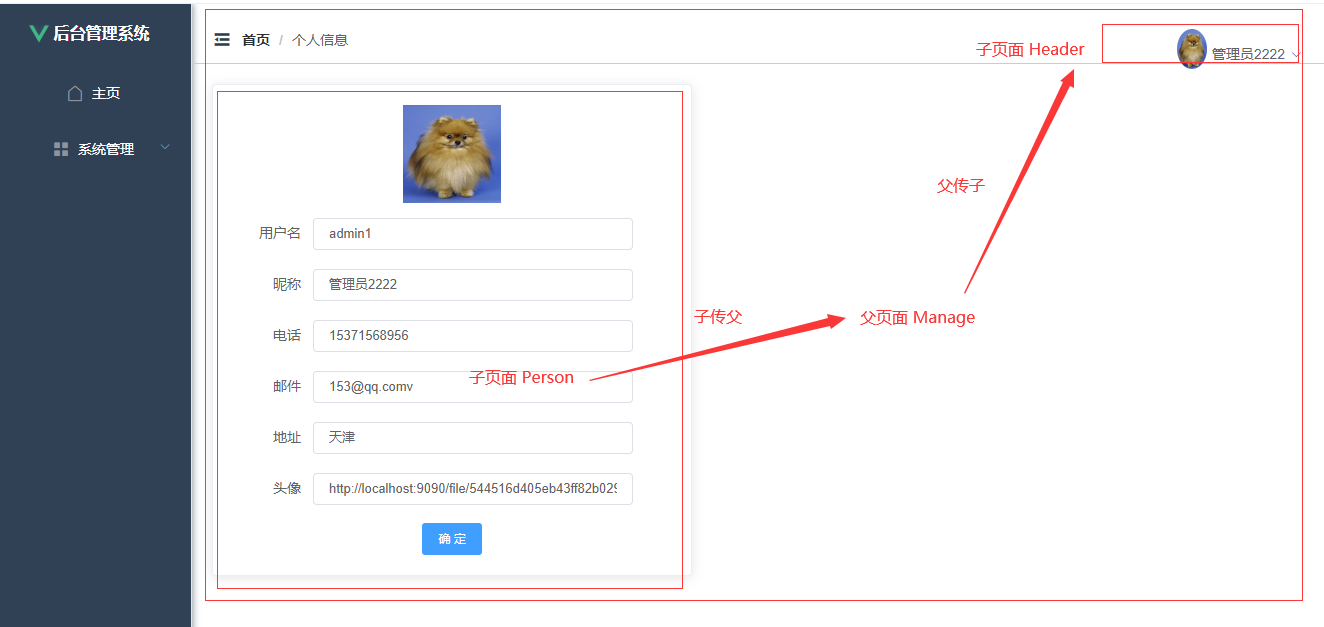 后台管理系统
主页
系统管理
首页 / 个人信息
子页面 Header
管理员2222
父传子
用户名 admin1
昵称 管理员2222
电话 15371568956
子传父
父页面 Manage
邮件 153@qq.comv
子页面 Person
地址 天津
头像 http://localhost:9090/file/544516d405eb43ff82b029
确 定